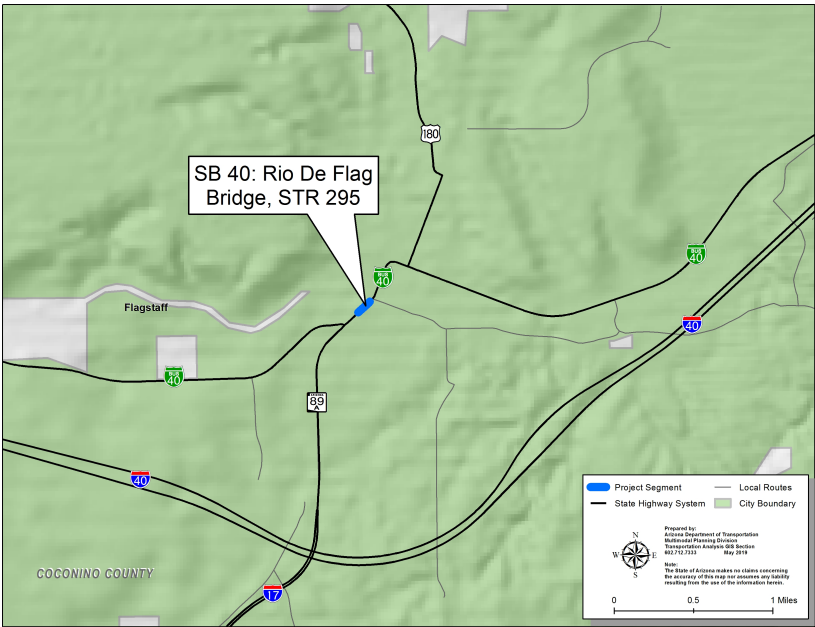 180
SB 40: Rio De Flag
Bridge, STR 295
BUS
40
BUS
40
Flagstaff
40
BUS
40
89
A
40
COCONINO COUNTY
17
Project Segment
Local Routes
State Highway System
City Boundary
N
W
E
S
Prepared by:
Arizona Department of Transportation
Multimodal Planning Division
Transportation Analysis GIS Section
602.712.7333 May 2019
Note:
The State of Arizona makes no claims concerning
the accuracy of this map nor assumes any liability
resulting from the use of the information herein.
0 0.5 1 Miles